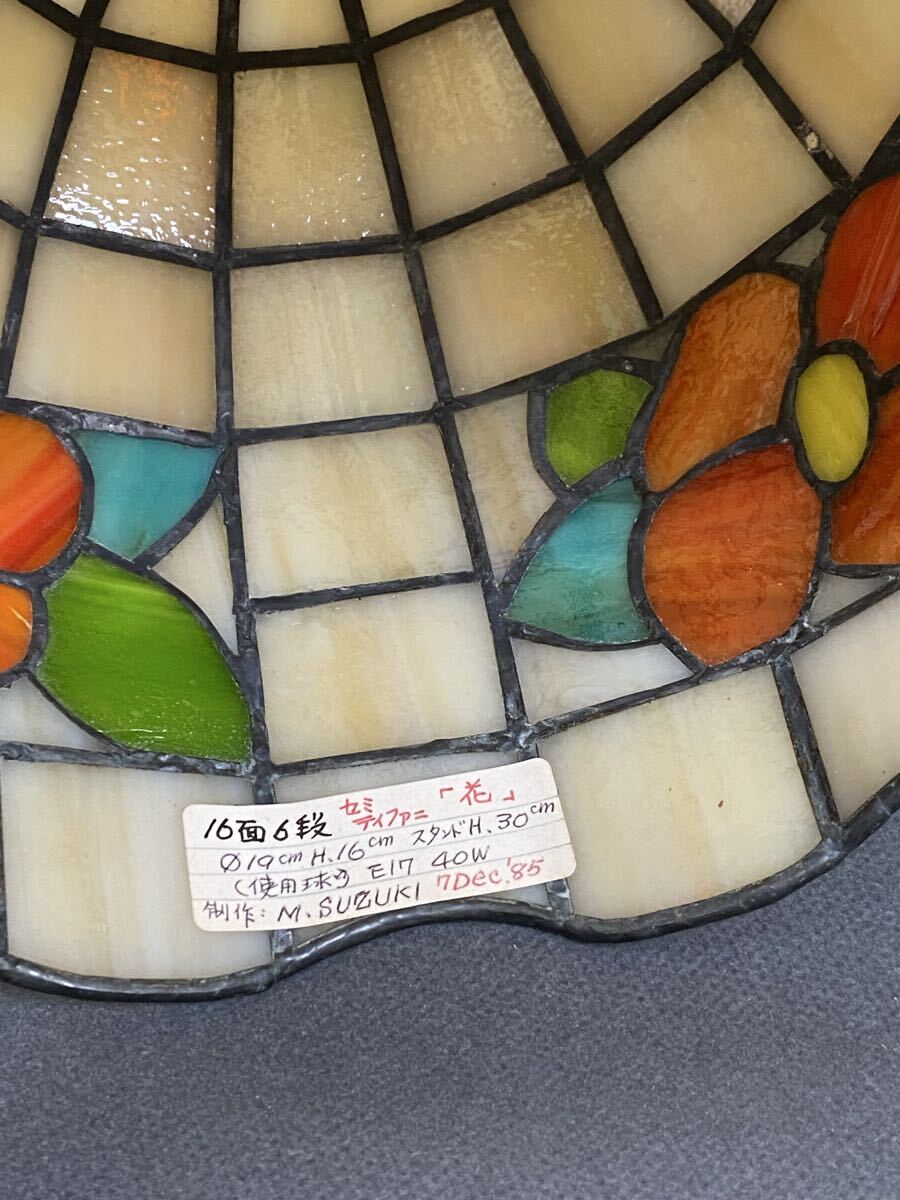 16面6段 セミティファニ 「花」
Ø19cm H.16cm スタンドH.30cm
(使用球) E17 40W
制作: M.SUZUKI 7Dec.'85